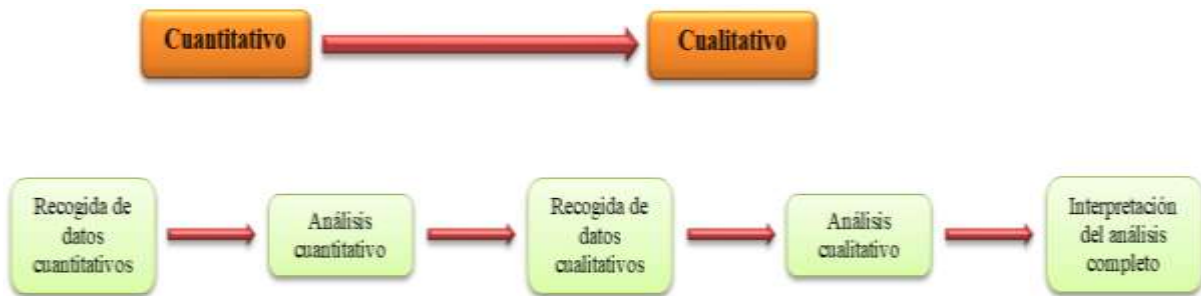 Cuantitativo
Cualitativo
Recogida de
datos
cuantitativos
Análisis
cuantitativo
Recogida de
datos
cualitativos
Análisis
cualitativo
Interpretación
del análisis
completo